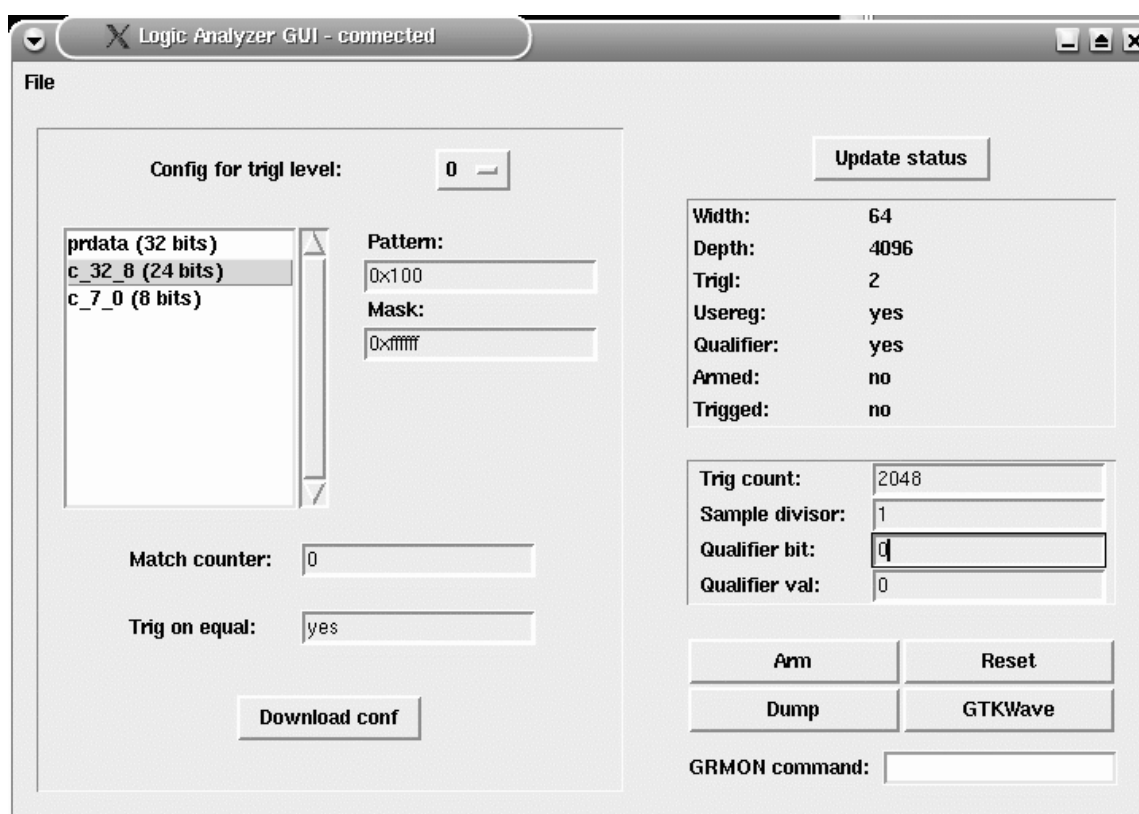 Logic Analyzer GUI - connected
File
Config for trigl level: 0
prdata (32 bits)
c_32_8 (24 bits)
c_7_0 (8 bits)
Pattern:
0x100
Mask:
0xffffff
Match counter: 0
Trig on equal: yes
Download conf
Update status
Width: 64
Depth: 4096
Trigl: 2
Usereg: yes
Qualifier: yes
Armed: no
Trigged: no
Trig count: 2048
Sample divisor: 1
Qualifier bit: 0
Qualifier val: 0
Arm Reset
Dump GTKWave
GRMON command: